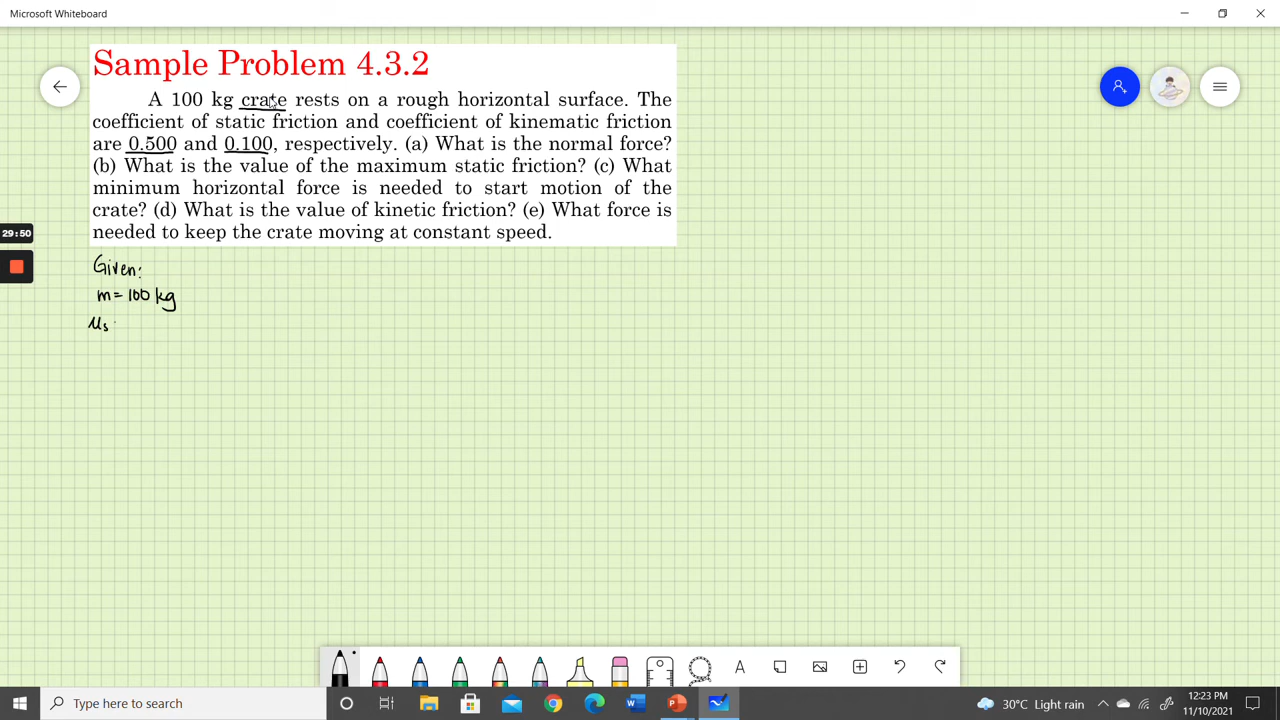 Microsoft Whiteboard
Sample Problem 4.3.2
A 100 kg crate rests on a rough horizontal surface. The
coefficient of static friction and coefficient of kinematic friction
are 0.500 and 0.100, respectively. (a) What is the normal force?
(b) What is the value of the maximum static friction? (c) What
minimum horizontal force is needed to start motion of the
crate? (d) What is the value of kinetic friction? (e) What force is
needed to keep the crate moving at constant speed.
29:50
Given:
m = 100 kg
μs
A
Type here to search
30°C Light rain
12:23 PM
11/10/2021